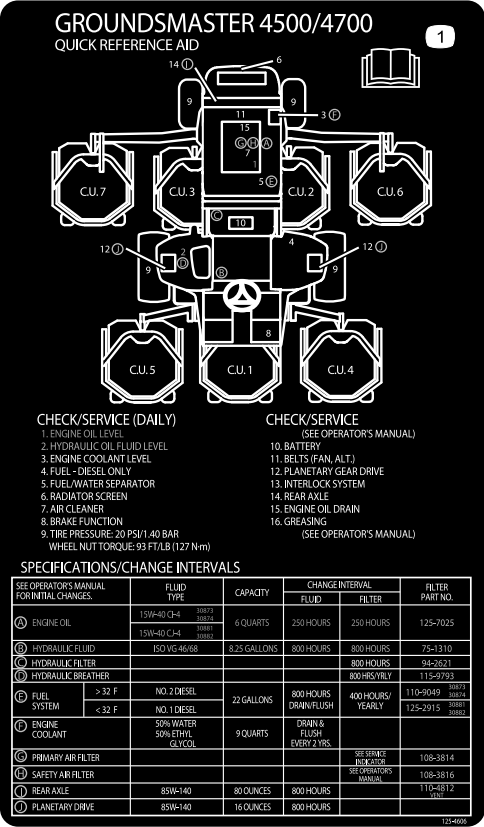 GROUNDSMASTER 4500/4700
QUICK REFERENCE AID
1
14 J
6
9
9
11
3 F
15
G H A
7
1
5 E
C.U. 7
C.U. 3
C.U. 2
C.U. 6
C
10
12 J
2
D
4
12 J
9
B
9
8
C.U. 5
C.U. 1
C.U. 4
CHECK/SERVICE (DAILY)
1. ENGINE OIL LEVEL
2. HYDRAULIC OIL FLUID LEVEL
3. ENGINE COOLANT LEVEL
4. FUEL - DIESEL ONLY
5. FUEL/WATER SEPARATOR
6. RADIATOR SCREEN
7. AIR CLEANER
8. BRAKE FUNCTION
9. TIRE PRESSURE: 20 PSI/1.40 BAR
WHEEL NUT TORQUE: 93 FT/LB (127 N·m)
CHECK/SERVICE
(SEE OPERATOR'S MANUAL)
10. BATTERY
11. BELTS (FAN, ALT.)
12. PLANETARY GEAR DRIVE
13. INTERLOCK SYSTEM
14. REAR AXLE
15. ENGINE OIL DRAIN
16. GREASING
(SEE OPERATOR'S MANUAL)
SPECIFICATIONS/CHANGE INTERVALS
SEE OPERATOR'S MANUAL
FOR INITIAL CHANGES.
FLUID
TYPE
CAPACITY
CHANGE INTERVAL
FLUID
FILTER
FILTER
PART NO.
A ENGINE OIL
15W-40 CI-4 30873
30874
15W-40 CJ-4 30881
30882
6 QUARTS
250 HOURS
250 HOURS
125-7025
B HYDRAULIC FLUID ISO VG 46/68 8.25 GALLONS 800 HOURS 800 HOURS 75-1310
C HYDRAULIC FILTER 800 HOURS 94-2621
D HYDRAULIC BREATHER 800 HRS/YRLY 115-9793
E FUEL
SYSTEM
> 32 F NO. 2 DIESEL
< 32 F NO. 1 DIESEL
22 GALLONS
800 HOURS
DRAIN/FLUSH
400 HOURS/
YEARLY
110-9049 30873
30874
125-2915 30881
30882
F ENGINE
COOLANT
50% WATER
50% ETHYL
GLYCOL
9 QUARTS
DRAIN &
FLUSH
EVERY 2 YRS.
G PRIMARY AIR FILTER
SEE SERVICE
INDICATOR
108-3814
H SAFETY AIR FILTER
SEE OPERATOR'S
MANUAL
108-3816
I REAR AXLE 85W-140 80 OUNCES 800 HOURS 110-4812
VENT
J PLANETARY DRIVE 85W-140 16 OUNCES 800 HOURS
125-4606